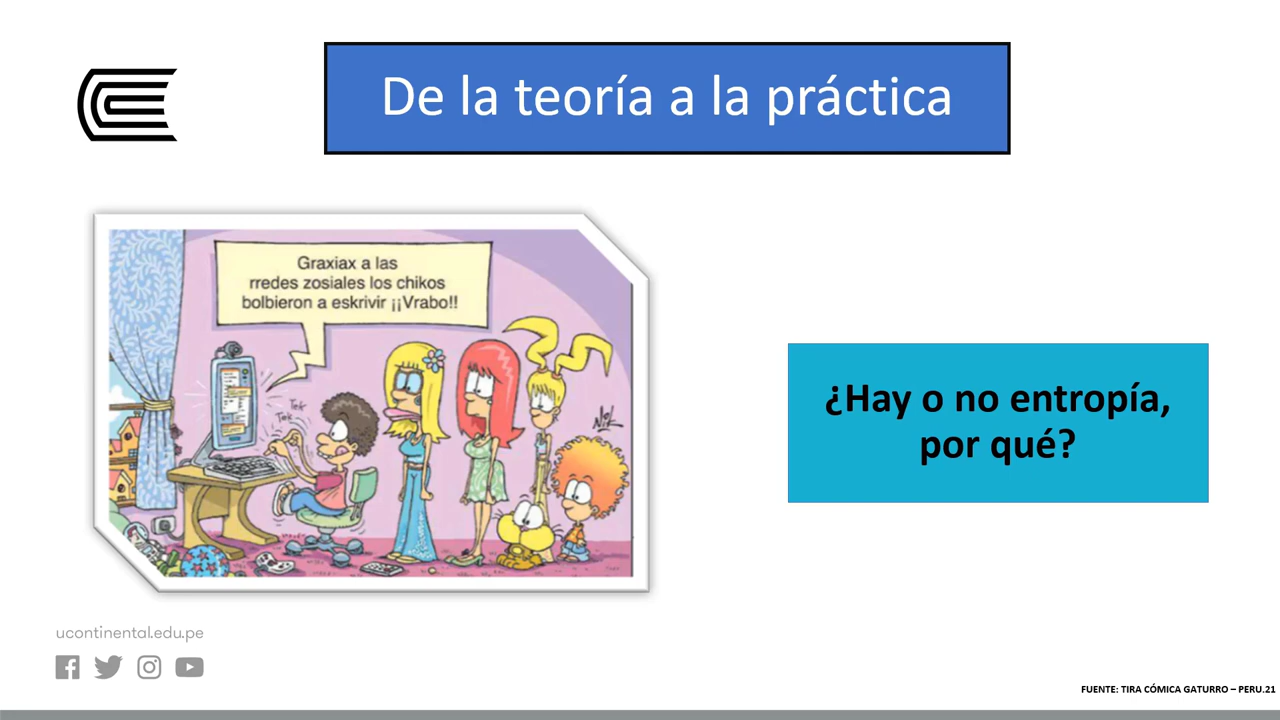 De la teoría a la práctica
Graxiax a las
rredes zosiales los chikos
bolbieron a eskrivir ¡¡Vrabo!!
Tek
Tek
Nik
¿Hay o no entropía,
por qué?
ucontinental.edu.pe
FUENTE: TIRA CÓMICA GATURRO – PERU.21